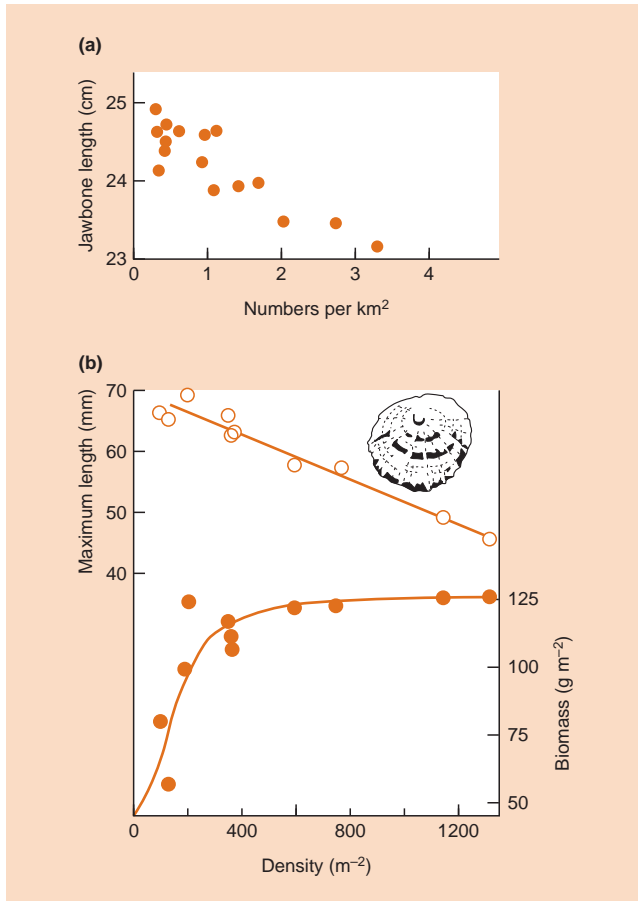 (a)
Jawbone length (cm)
25
24
23
0 1 2 3 4
Numbers per km²
(b)
Maximum length (mm)
70
60
50
40
125
100
75
50
Biomass (g m⁻²)
0 400 800 1200
Density (m⁻²)